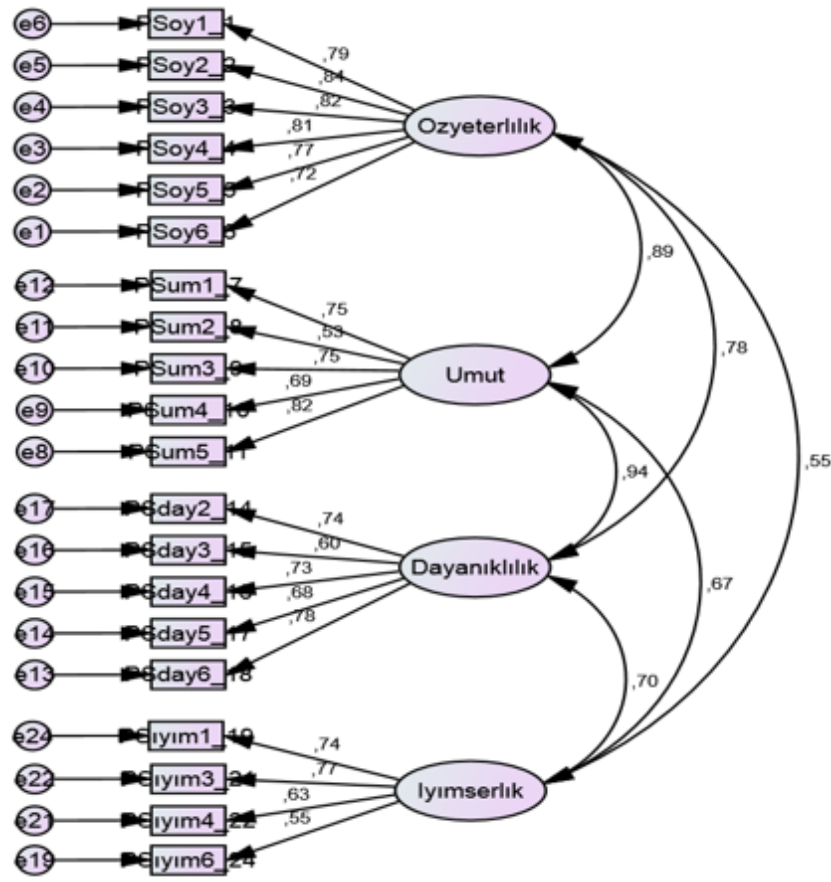 e6 PSoy1_1
,79
e5 PSoy2_2
,84
e4 PSoy3_3
,82
Ozyeterlılık
e3 PSoy4_4
,81
e2 PSoy5_5
,77
e1
,72
,89
e12 PSum1_7
,75
e11 PSum2_8
,53
,78
e10 PSum3_9
,75
Umut
e9 PSum4_10
,69
e8 PSum5_11
,82
,55
,94
e17 PSday2_14
,74
e16 PSday3_15
,60
Dayanıklılık
e15 PSday4_16
,73
,67
e14 PSday5_17
,68
e13 PSday6_18
,78
,70
e24 PSıyım1_19
,74
e22 PSıyım3_21
,77
Iyımserlık
e21 PSıyım4_22
,63
e19 PSıyım6_24
,55